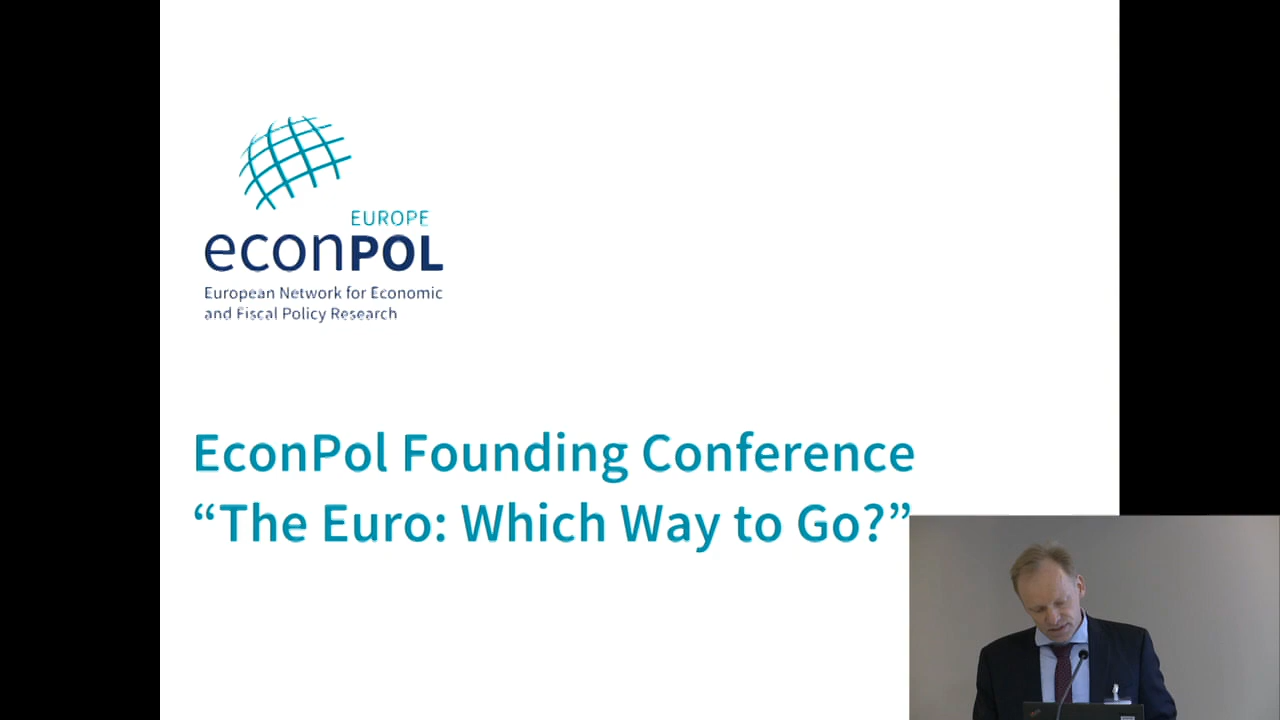 EUROPE
econPOL
European Network for Economic
and Fiscal Policy Research
EconPol Founding Conference
“The Euro: Which Way to Go?”